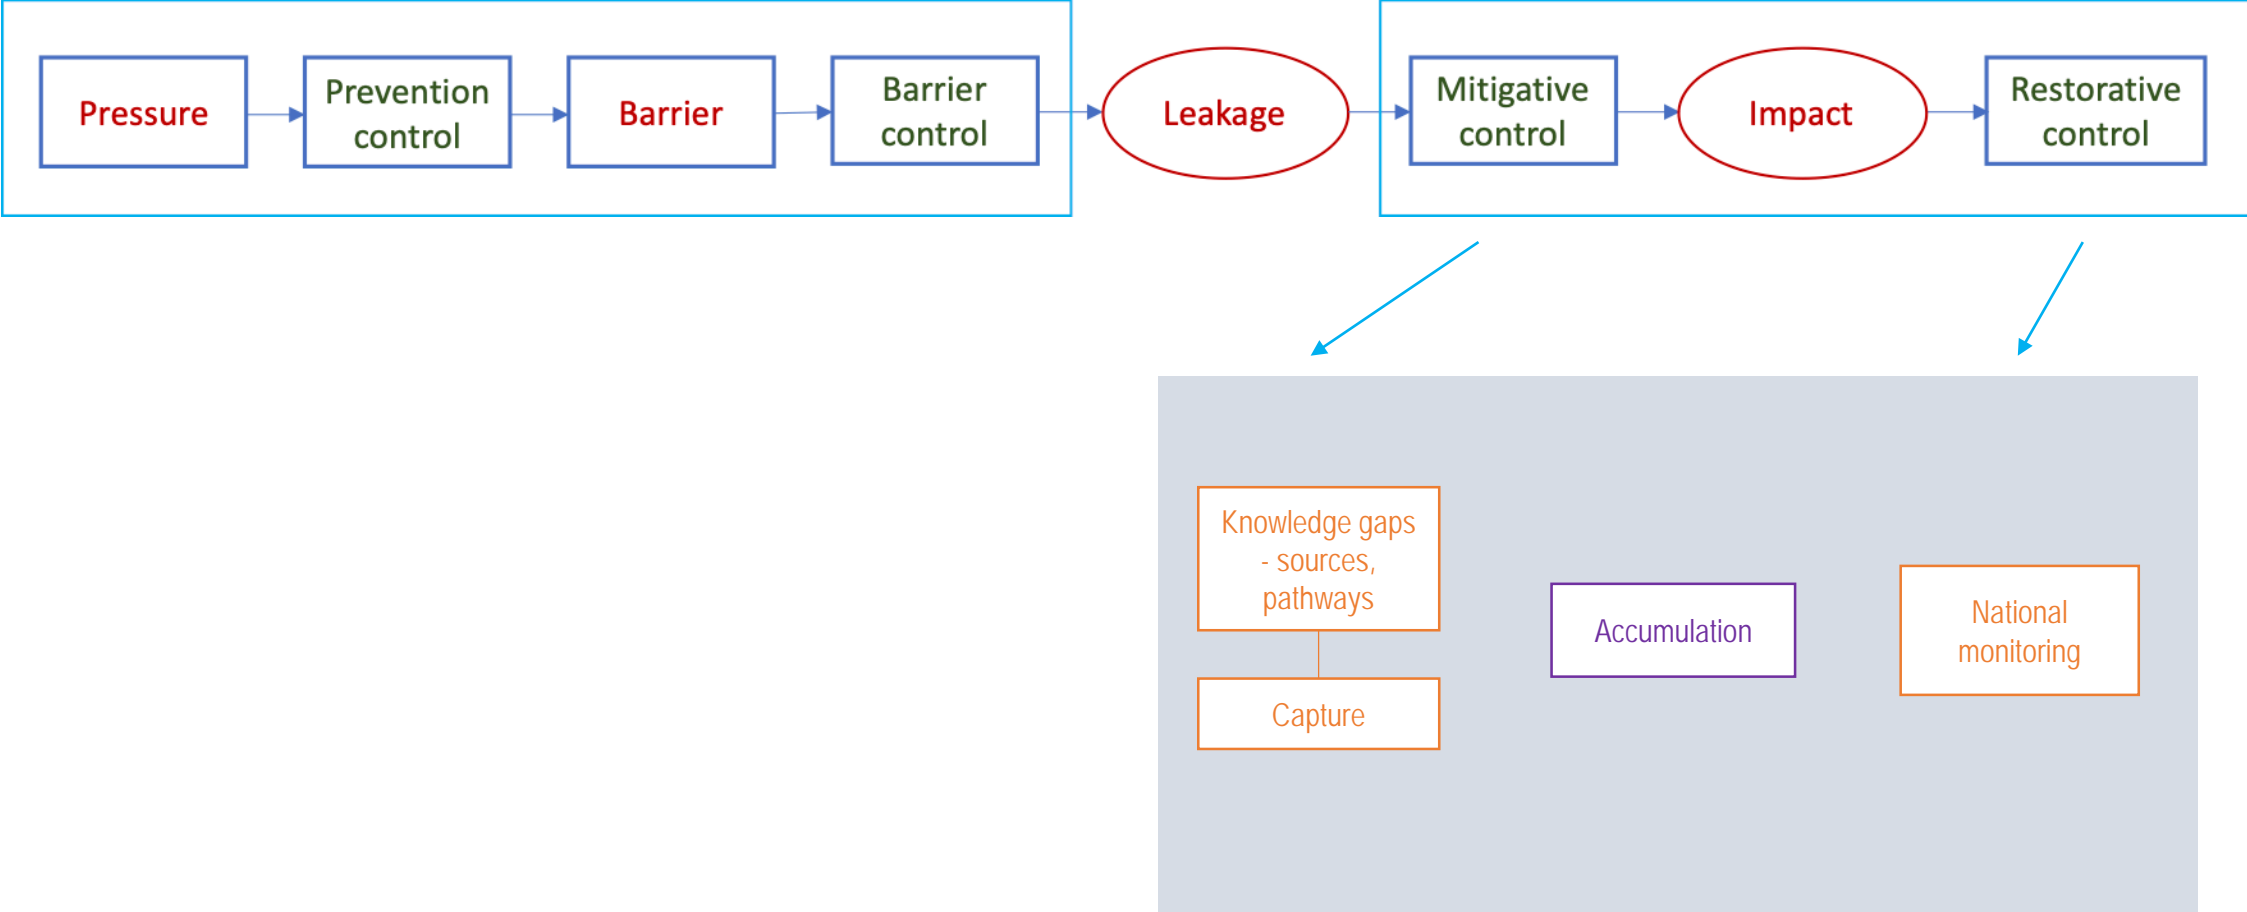 Pressure
Prevention
control
Barrier
Barrier
control
Leakage
Mitigative
control
Impact
Restorative
control
Knowledge gaps
- sources,
pathways
Capture
Accumulation
National
monitoring